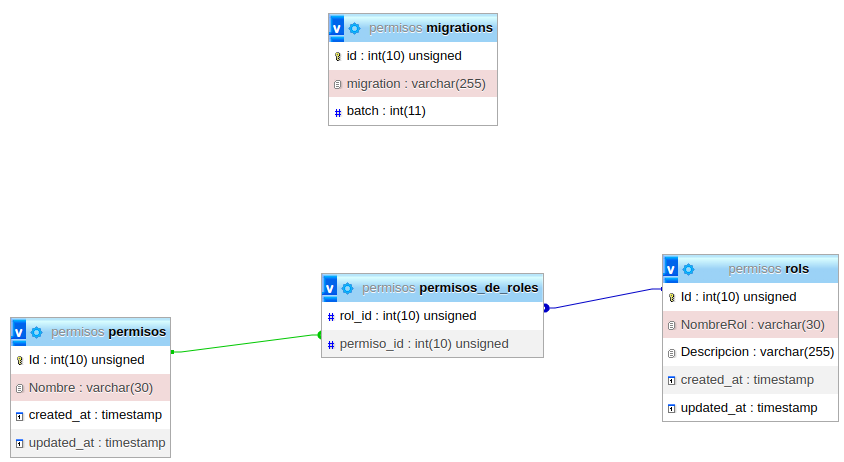 v permisos migrations
id : int(10) unsigned
migration : varchar(255)
# batch : int(11)
v permisos permisos_de_roles
# rol_id : int(10) unsigned
# permiso_id : int(10) unsigned
v permisos rols
Id : int(10) unsigned
NombreRol : varchar(30)
Descripcion : varchar(255)
created_at : timestamp
updated_at : timestamp
v permisos permisos
Id : int(10) unsigned
Nombre : varchar(30)
created_at : timestamp
updated_at : timestamp